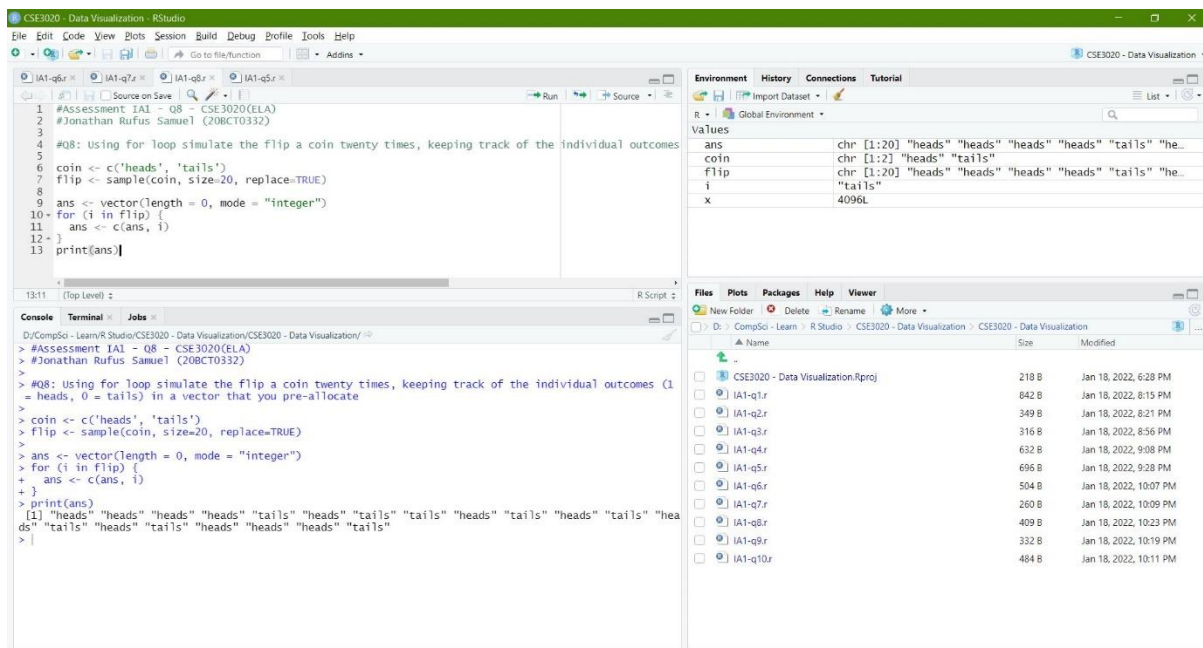 CSE3020 - Data Visualization - RStudio
File Edit Code View Plots Session Build Debug Profile Tools Help
Go to file/function Addins CSE3020 - Data Visualization
IA1-q6.r IA1-q7.r IA1-q8.r IA1-q5.r
Source on Save Run Source
1 #Assessment IA1 - Q8 - CSE3020(ELA)
2 #Jonathan Rufus Samuel (20BCT0332)
3
4 #Q8: Using for loop simulate the flip a coin twenty times, keeping track of the individual outcomes
5
6 coin <- c('heads', 'tails')
7 flip <- sample(coin, size=20, replace=TRUE)
8
9 ans <- vector(length = 0, mode = "integer")
10 for (i in flip) {
11 ans <- c(ans, i)
12 }
13 print(ans)
13:11 (Top Level) R Script
Console Terminal Jobs
D:/CompSci - Learn/R Studio/CSE3020 - Data Visualization/CSE3020 - Data Visualization/
> #Assessment IA1 - Q8 - CSE3020(ELA)
> #Jonathan Rufus Samuel (20BCT0332)
>
> #Q8: Using for loop simulate the flip a coin twenty times, keeping track of the individual outcomes (1
= heads, 0 = tails) in a vector that you pre-allocate
>
> coin <- c('heads', 'tails')
> flip <- sample(coin, size=20, replace=TRUE)
>
> ans <- vector(length = 0, mode = "integer")
> for (i in flip) {
+ ans <- c(ans, i)
+ }
> print(ans)
[1] "heads" "heads" "heads" "heads" "tails" "heads" "tails" "tails" "heads" "tails" "heads" "tails" "hea
ds" "tails" "heads" "tails" "heads" "heads" "heads" "tails"
>
Environment History Connections Tutorial
Import Dataset List
R Global Environment
Values
ans chr [1:20] "heads" "heads" "heads" "heads" "tails" "he…
coin chr [1:2] "heads" "tails"
flip chr [1:20] "heads" "heads" "heads" "heads" "tails" "he…
i "tails"
x 4096L
Files Plots Packages Help Viewer
New Folder Delete Rename More
D: > CompSci - Learn > R Studio > CSE3020 - Data Visualization > CSE3020 - Data Visualization
Name Size Modified
..
CSE3020 - Data Visualization.Rproj 218 B Jan 18, 2022, 6:28 PM
IA1-q1.r 842 B Jan 18, 2022, 8:15 PM
IA1-q2.r 349 B Jan 18, 2022, 8:21 PM
IA1-q3.r 316 B Jan 18, 2022, 8:56 PM
IA1-q4.r 632 B Jan 18, 2022, 9:08 PM
IA1-q5.r 696 B Jan 18, 2022, 9:28 PM
IA1-q6.r 504 B Jan 18, 2022, 10:07 PM
IA1-q7.r 260 B Jan 18, 2022, 10:09 PM
IA1-q8.r 409 B Jan 18, 2022, 10:23 PM
IA1-q9.r 332 B Jan 18, 2022, 10:19 PM
IA1-q10.r 484 B Jan 18, 2022, 10:11 PM